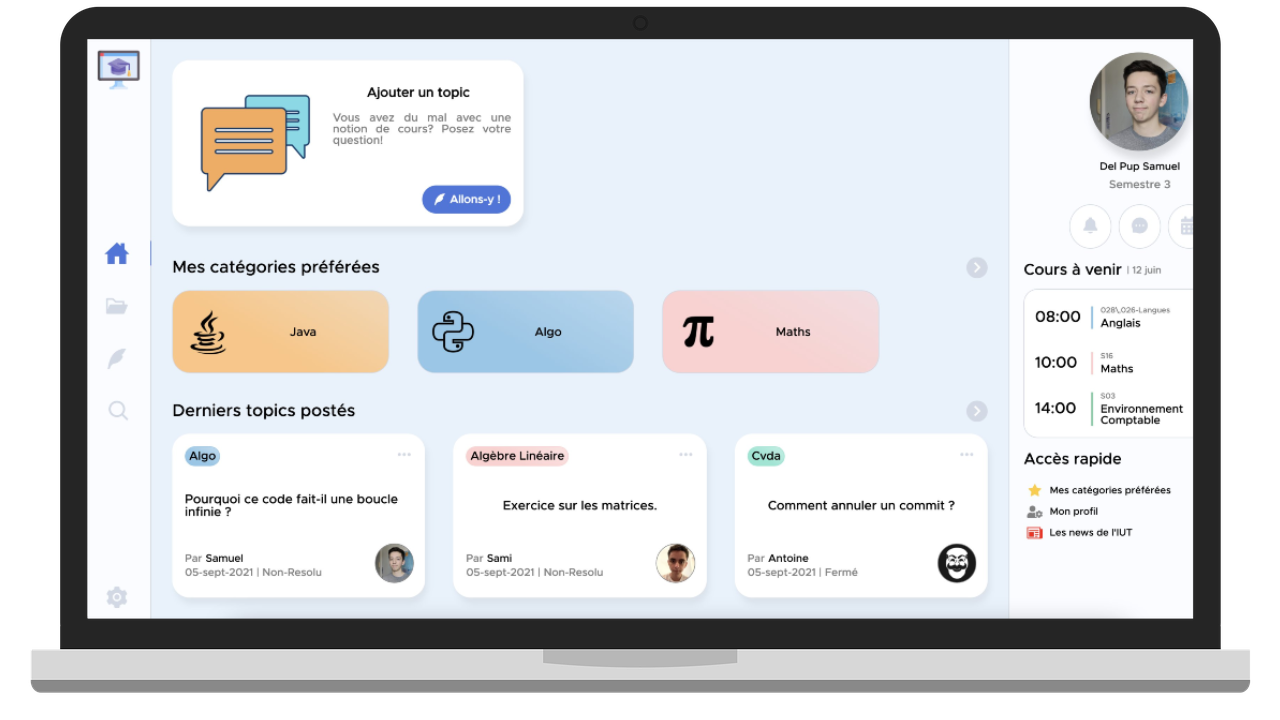 Ajouter un topic
Vous avez du mal avec une
notion de cours? Posez votre
question!
Allons-y !
Mes catégories préférées
Java
Algo
π
Maths
Derniers topics postés
Algo
Pourquoi ce code fait-il une boucle
infinie ?
Par Samuel
05-sept-2021 | Non-Resolu
Algèbre Linéaire
Exercice sur les matrices.
Par Sami
05-sept-2021 | Non-Resolu
Cvda
Comment annuler un commit ?
Par Antoine
05-sept-2021 | Fermé
Del Pup Samuel
Semestre 3
Cours à venir | 12 juin
08:00
028\,026-Langues
Anglais
10:00
S16
Maths
14:00
S03
Environnement
Comptable
Accès rapide
Mes catégories préférées
Mon profil
Les news de l'IUT